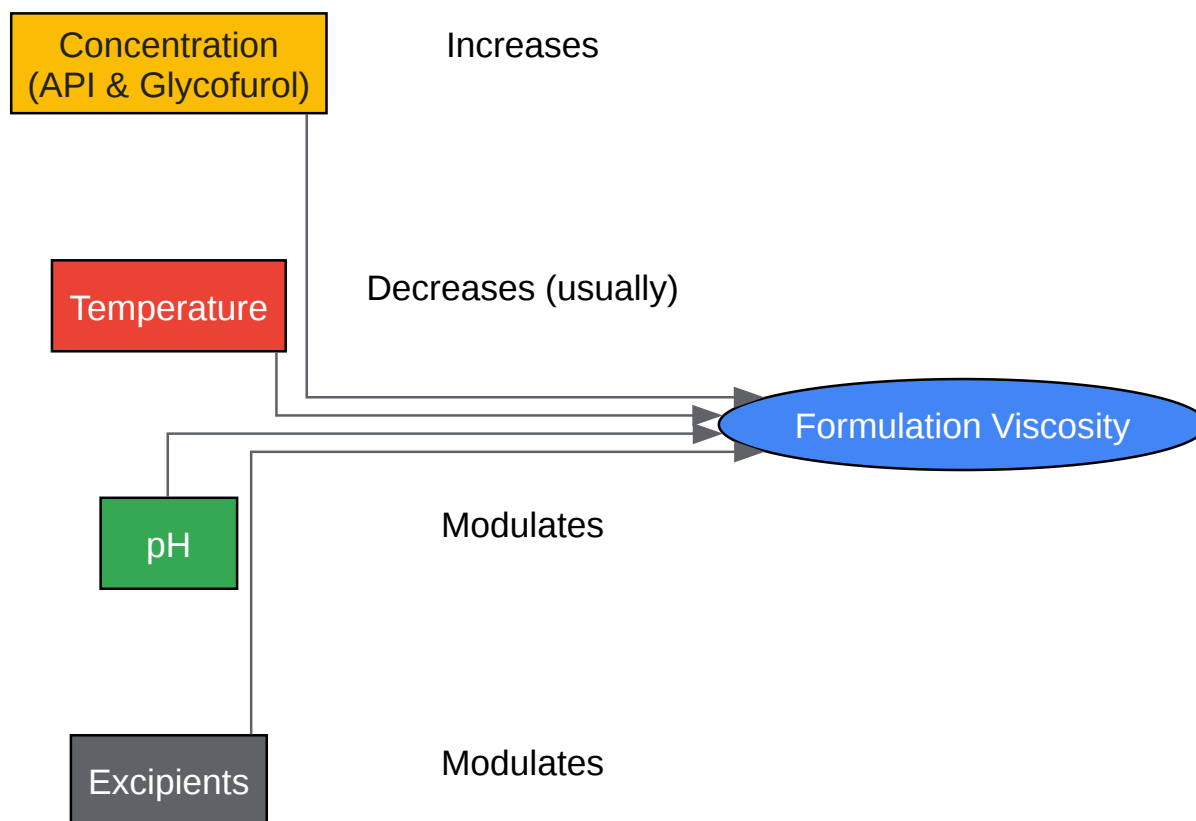 Concentration
(API & Glycofurol)
Increases
Temperature
Decreases (usually)
Formulation Viscosity
pH
Modulates
Excipients
Modulates